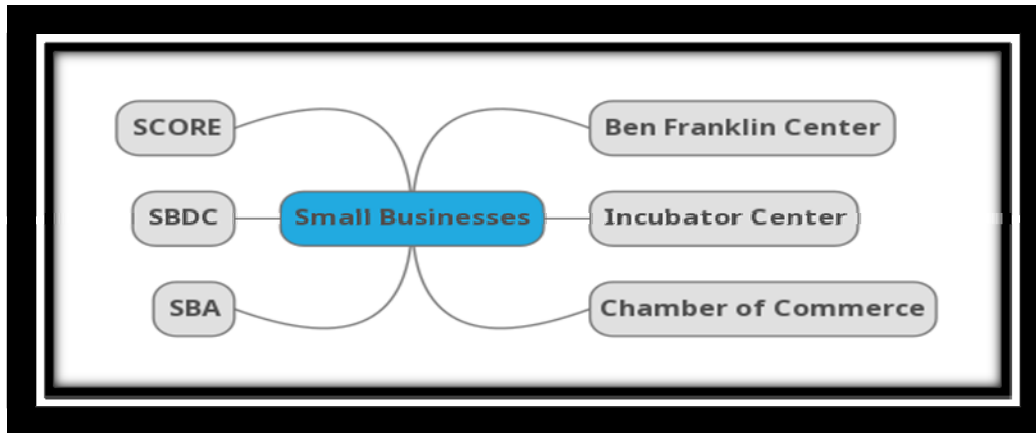 SCORE
Ben Franklin Center
SBDC
Small Businesses
Incubator Center
SBA
Chamber of Commerce